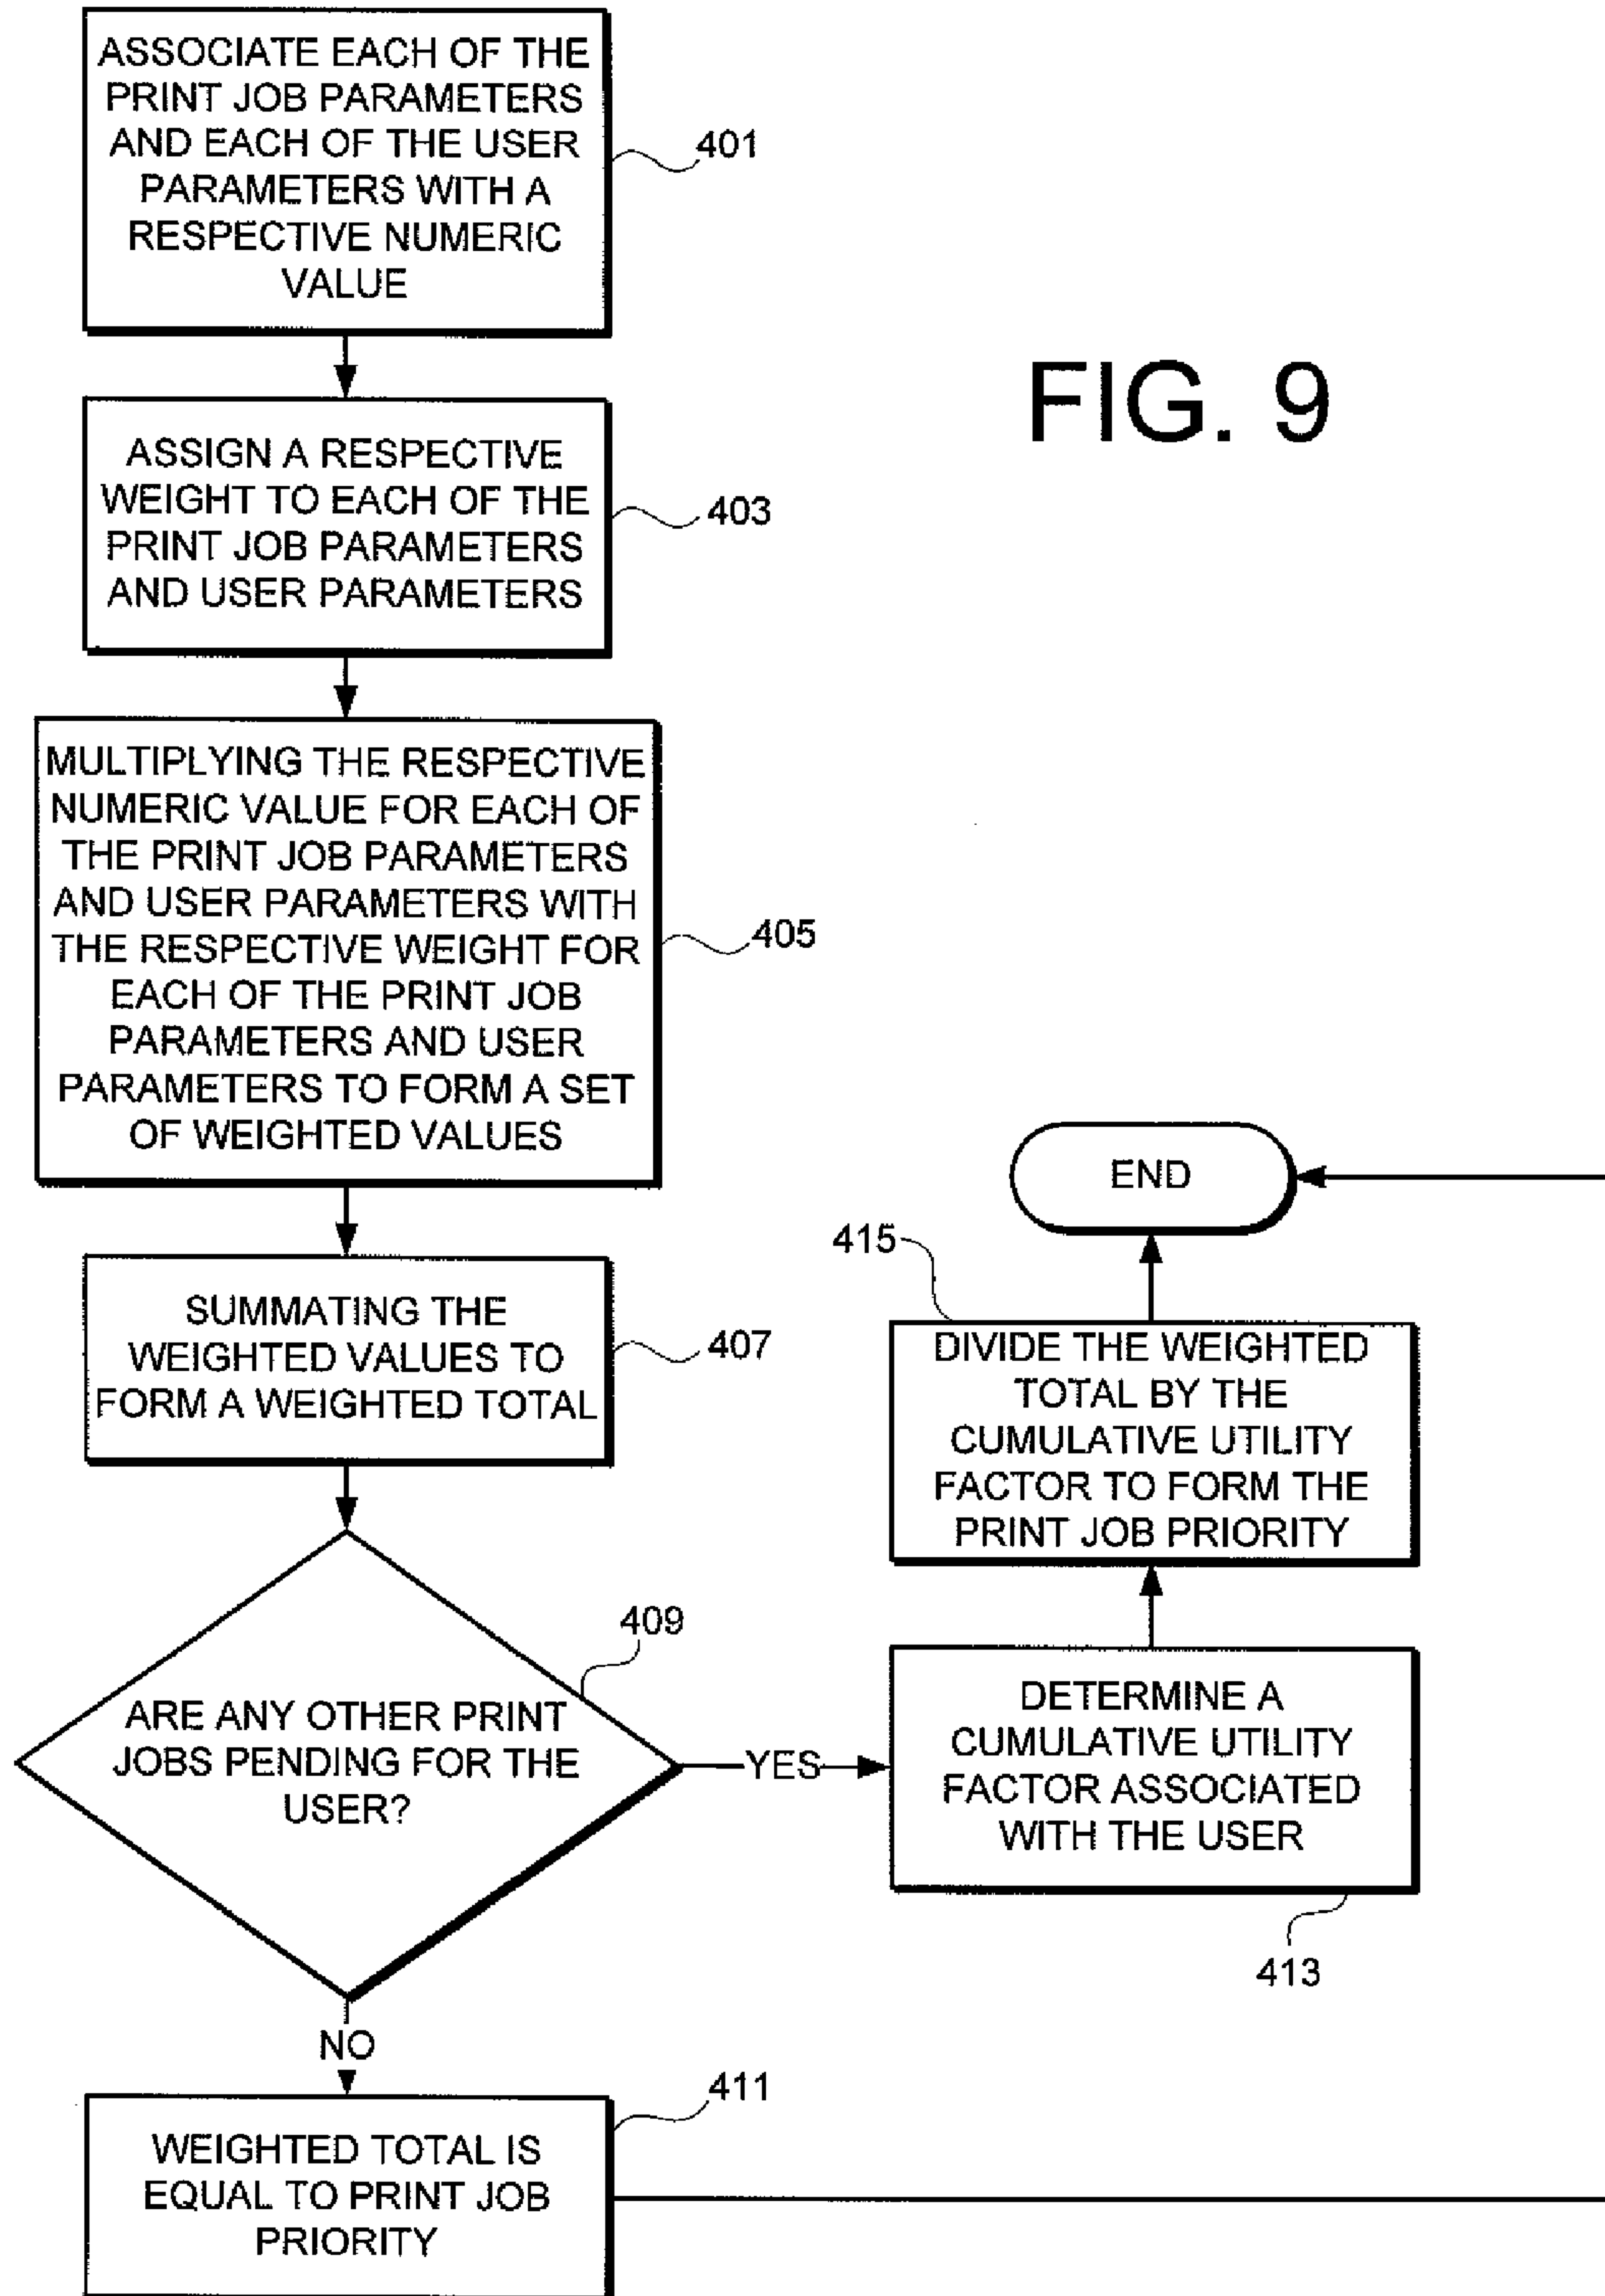 ASSOCIATE EACH OF THE
PRINT JOB PARAMETERS
AND EACH OF THE USER
PARAMETERS WITH A
RESPECTIVE NUMERIC
VALUE
401
FIG. 9
ASSIGN A RESPECTIVE
WEIGHT TO EACH OF THE
PRINT JOB PARAMETERS
AND USER PARAMETERS
403
MULTIPLYING THE RESPECTIVE
NUMERIC VALUE FOR EACH OF
THE PRINT JOB PARAMETERS
AND USER PARAMETERS WITH
THE RESPECTIVE WEIGHT FOR
EACH OF THE PRINT JOB
PARAMETERS AND USER
PARAMETERS TO FORM A SET
OF WEIGHTED VALUES
405
SUMMATING THE
WEIGHTED VALUES TO
FORM A WEIGHTED TOTAL
407
ARE ANY OTHER PRINT
JOBS PENDING FOR THE
USER?
409
YES
NO
WEIGHTED TOTAL IS
EQUAL TO PRINT JOB
PRIORITY
411
END
415
DIVIDE THE WEIGHTED
TOTAL BY THE
CUMULATIVE UTILITY
FACTOR TO FORM THE
PRINT JOB PRIORITY
DETERMINE A
CUMULATIVE UTILITY
FACTOR ASSOCIATED
WITH THE USER
413